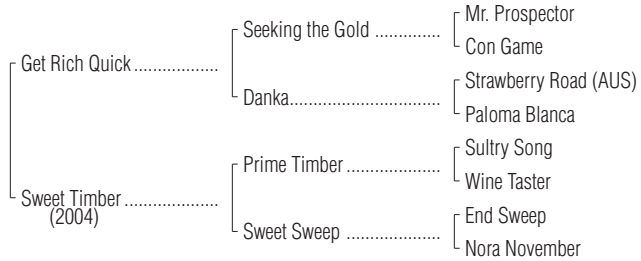 Mr. Prospector
Seeking the Gold ..............
Con Game
Get Rich Quick ..................
Strawberry Road (AUS)
Danka................................
Paloma Blanca
Sultry Song
Prime Timber ....................
Wine Taster
Sweet Timber ....................
(2004)
End Sweep
Sweet Sweep ....................
Nora November